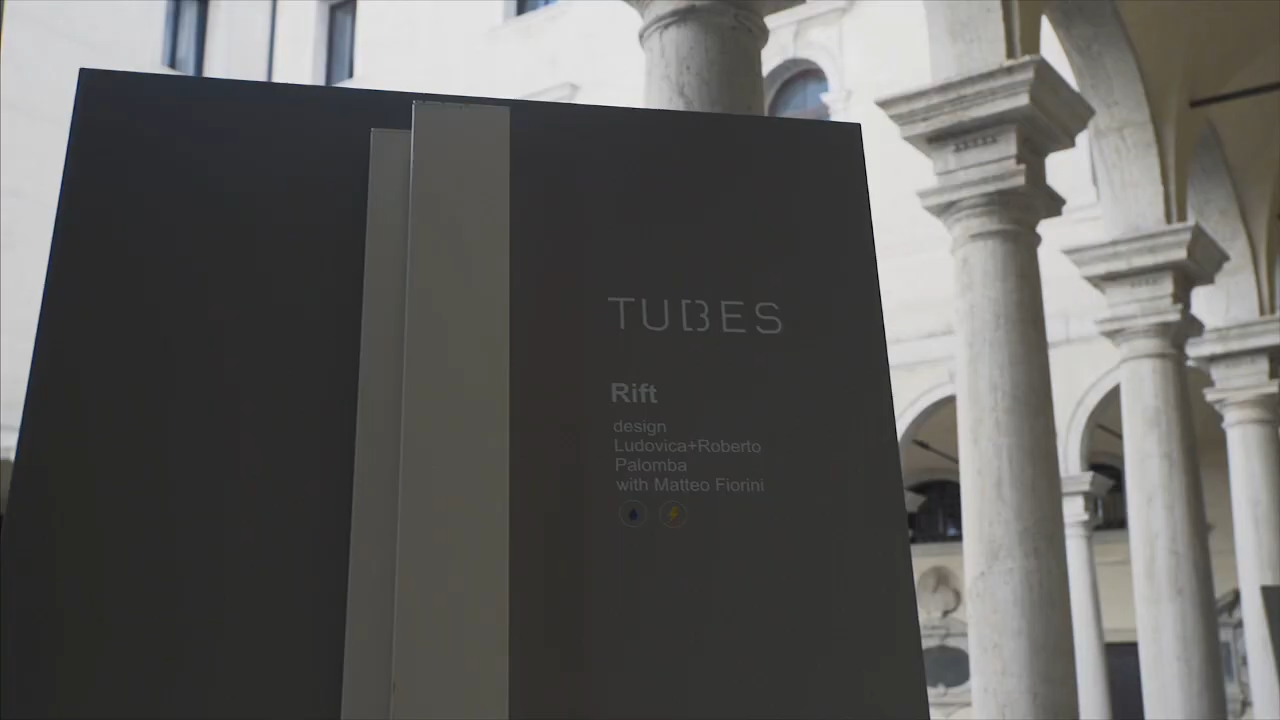 TUBES
Rift
design
Ludovica+Roberto
Palomba
with Matteo Fiorini